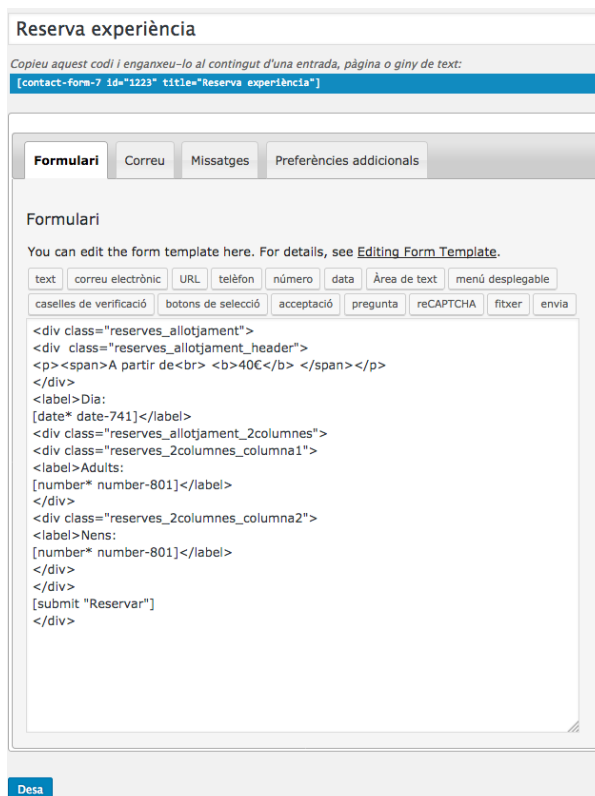 Reserva experiència
Copieu aquest codi i enganxeu-lo al contingut d'una entrada, pàgina o giny de text:
[contact-form-7 id="1223" title="Reserva experiència"]
Formulari Correu Missatges Preferències addicionals
Formulari
You can edit the form template here. For details, see Editing Form Template.
text correu electrònic URL telèfon número data Àrea de text menú desplegable
caselles de verificació botons de selecció acceptació pregunta reCAPTCHA fitxer envia
<div class="reserves_allotjament">
<div  class="reserves_allotjament_header">
<p><span>A partir de<br> <b>40€</b> </span></p>
</div>
<label>Dia:
[date* date-741]</label>
<div class="reserves_allotjament_2columnes">
<div class="reserves_2columnes_columna1">
<label>Adults:
[number* number-801]</label>
</div>
<div class="reserves_2columnes_columna2">
<label>Nens:
[number* number-801]</label>
</div>
</div>
[submit "Reservar"]
</div>
Desa